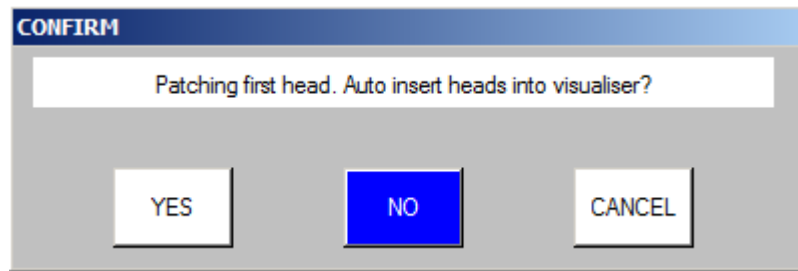 CONFIRM
Patching first head. Auto insert heads into visualiser?
YES NO CANCEL